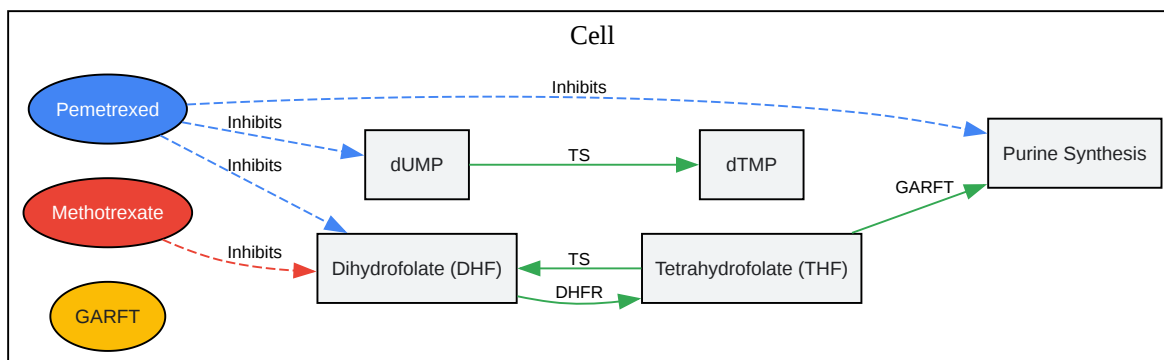 Cell
Pemetrexed
Inhibits
Inhibits
dUMP
TS
dTMP
Purine Synthesis
Inhibits
Methotrexate
GARFT
Inhibits
Dihydrofolate (DHF)
TS
DHFR
Tetrahydrofolate (THF)
GARFT